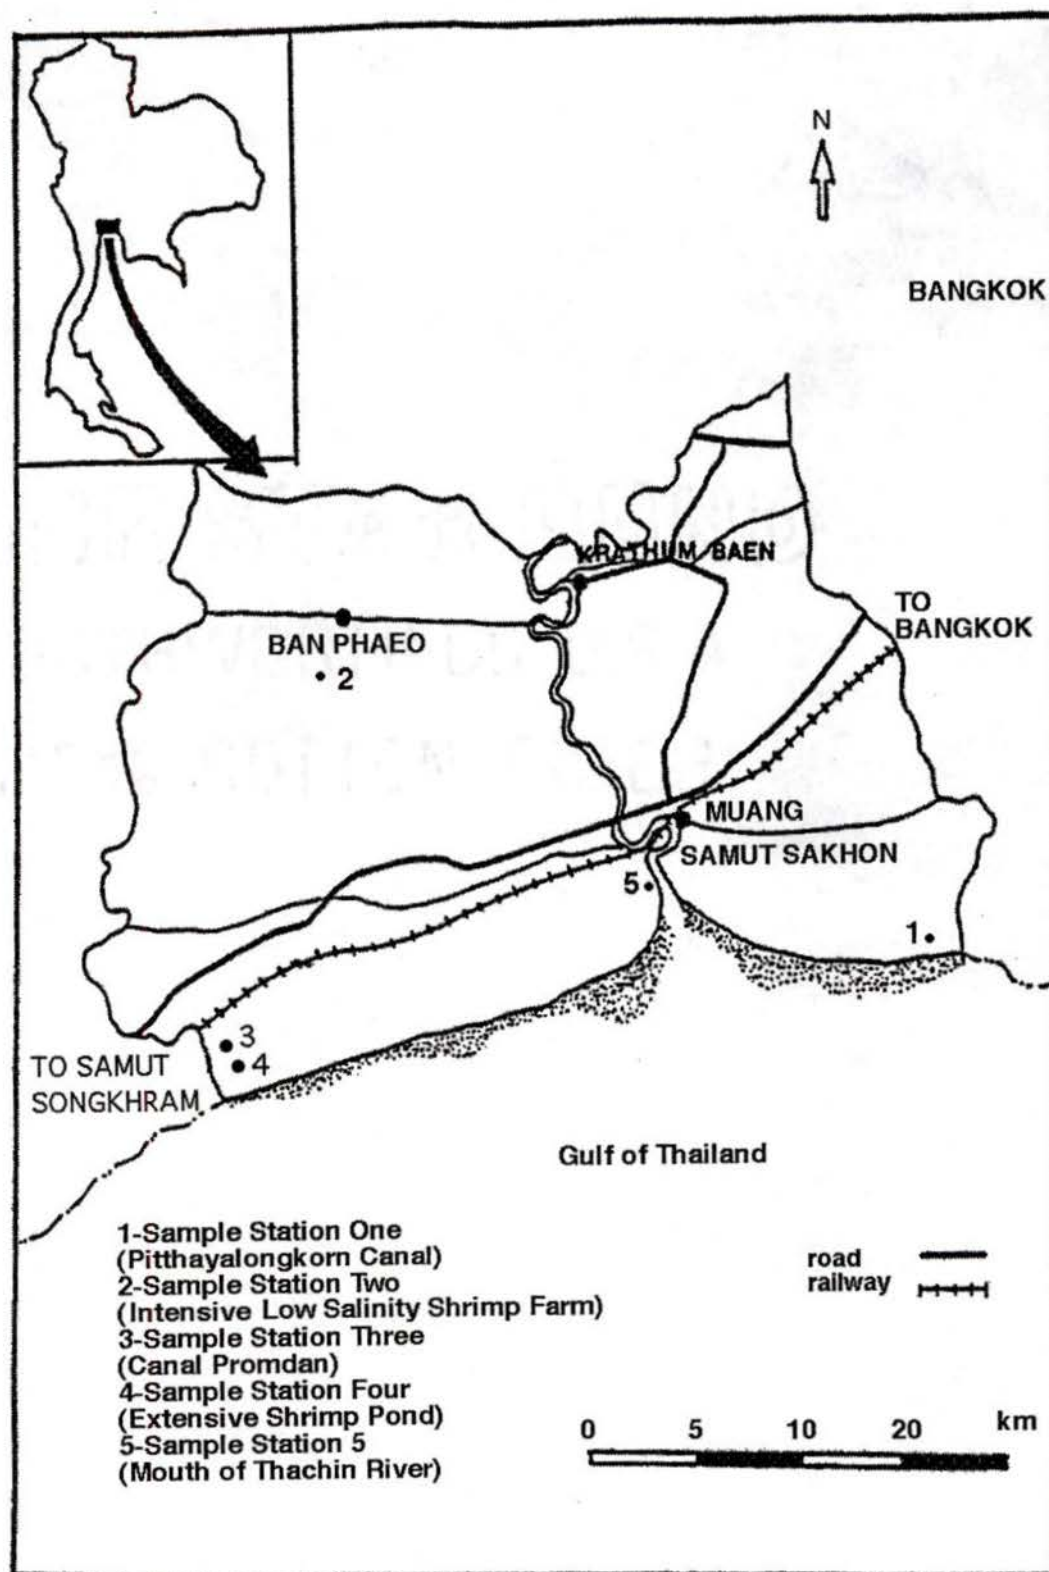 N
BANGKOK
KRATHUM BAEN
TO
BANGKOK
BAN PHAEO
2
MUANG
SAMUT SAKHON
5
1
3
4
TO SAMUT
SONGKHRAM
Gulf of Thailand
1-Sample Station One
(Pitthayalongkorn Canal)
2-Sample Station Two
(Intensive Low Salinity Shrimp Farm)
3-Sample Station Three
(Canal Promdan)
4-Sample Station Four
(Extensive Shrimp Pond)
5-Sample Station 5
(Mouth of Thachin River)
road
railway
0 5 10 20 km